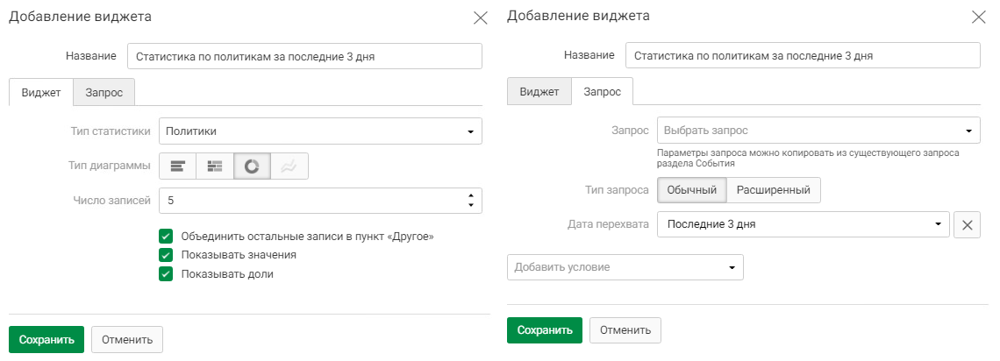 Добавление виджета
Название
Статистика по политикам за последние 3 дня
Виджет
Запрос
Тип статистики
Политики
Тип диаграммы
Число записей
5
Объединить остальные записи в пункт «Другое»
Показывать значения
Показывать доли
Сохранить
Отменить
Добавление виджета
Название
Статистика по политикам за последние 3 дня
Виджет
Запрос
Запрос
Выбрать запрос
Параметры запроса можно копировать из существующего запроса
раздела События
Тип запроса
Обычный
Расширенный
Дата перехвата
Последние 3 дня
Добавить условие
Сохранить
Отменить